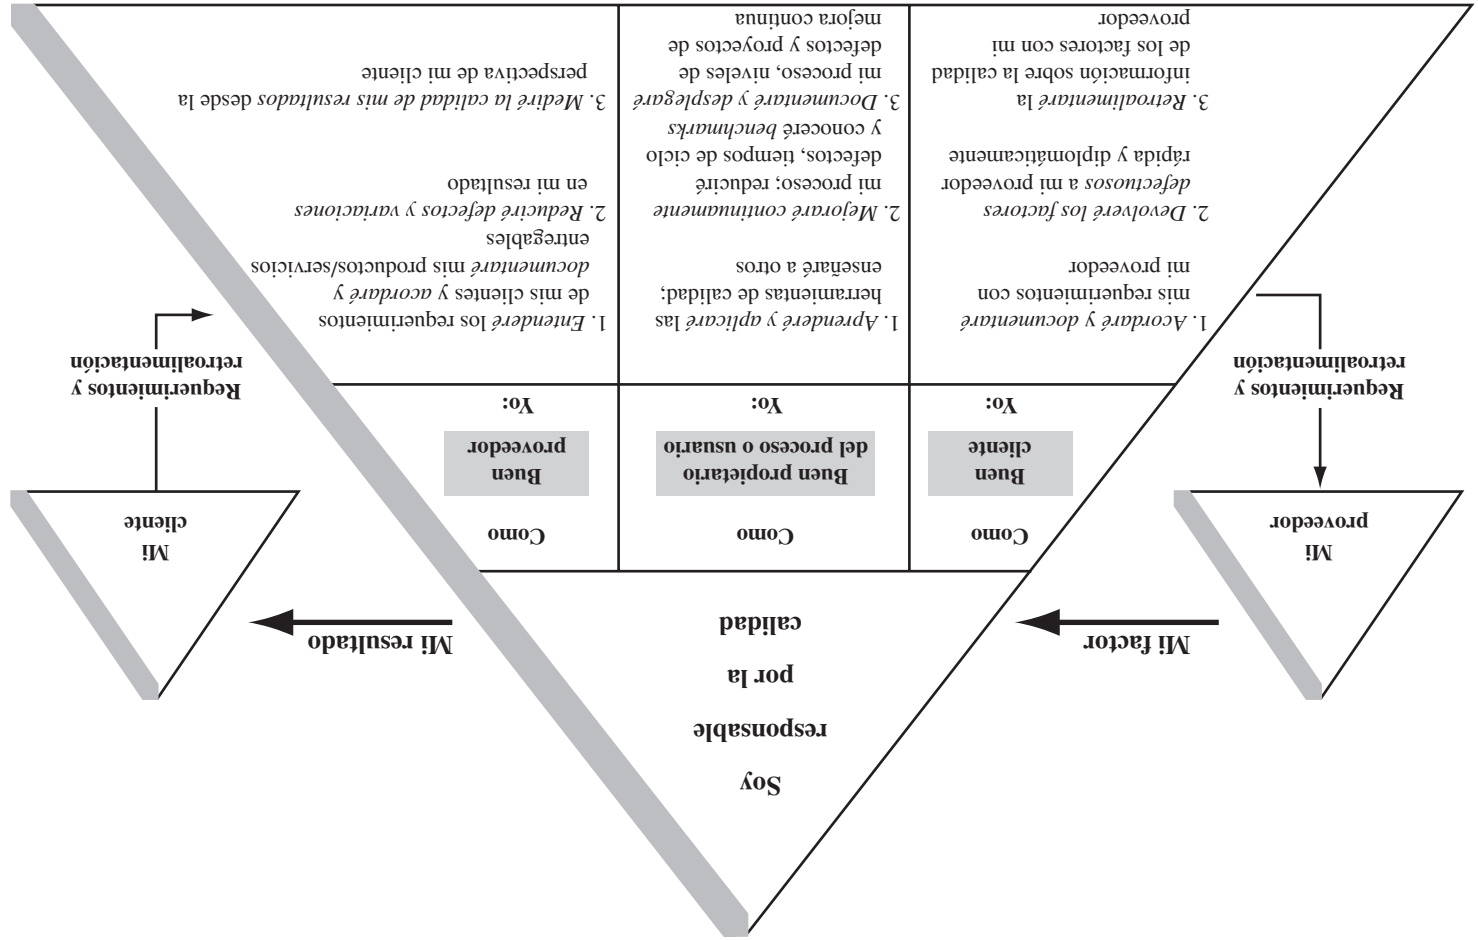 Soy
responsable
por la
calidad
Mi factor
Mi resultado
Mi
proveedor
Mi
cliente
Requerimientos y
retroalimentación
Requerimientos y
retroalimentación
Como
Buen
cliente
Yo:
1. Acordaré y documentaré
mis requerimientos con
mi proveedor
2. Devolveré los factores
defectuosos a mi proveedor
rápida y diplomáticamente
3. Retroalimentaré la
información sobre la calidad
de los factores con mi
proveedor
Como
Buen propietario
del proceso o usuario
Yo:
1. Aprenderé y aplicaré las
herramientas de calidad;
enseñaré a otros
2. Mejoraré continuamente
mi proceso; reduciré
defectos, tiempos de ciclo
y conoceré benchmarks
3. Documentaré y desplegaré
mi proceso, niveles de
defectos y proyectos de
mejora continua
Como
Buen
proveedor
Yo:
1. Entenderé los requerimientos
de mis clientes y acordaré y
documentaré mis productos/servicios
entregables
2. Reduciré defectos y variaciones
en mi resultado
3. Mediré la calidad de mis resultados desde la
perspectiva de mi cliente